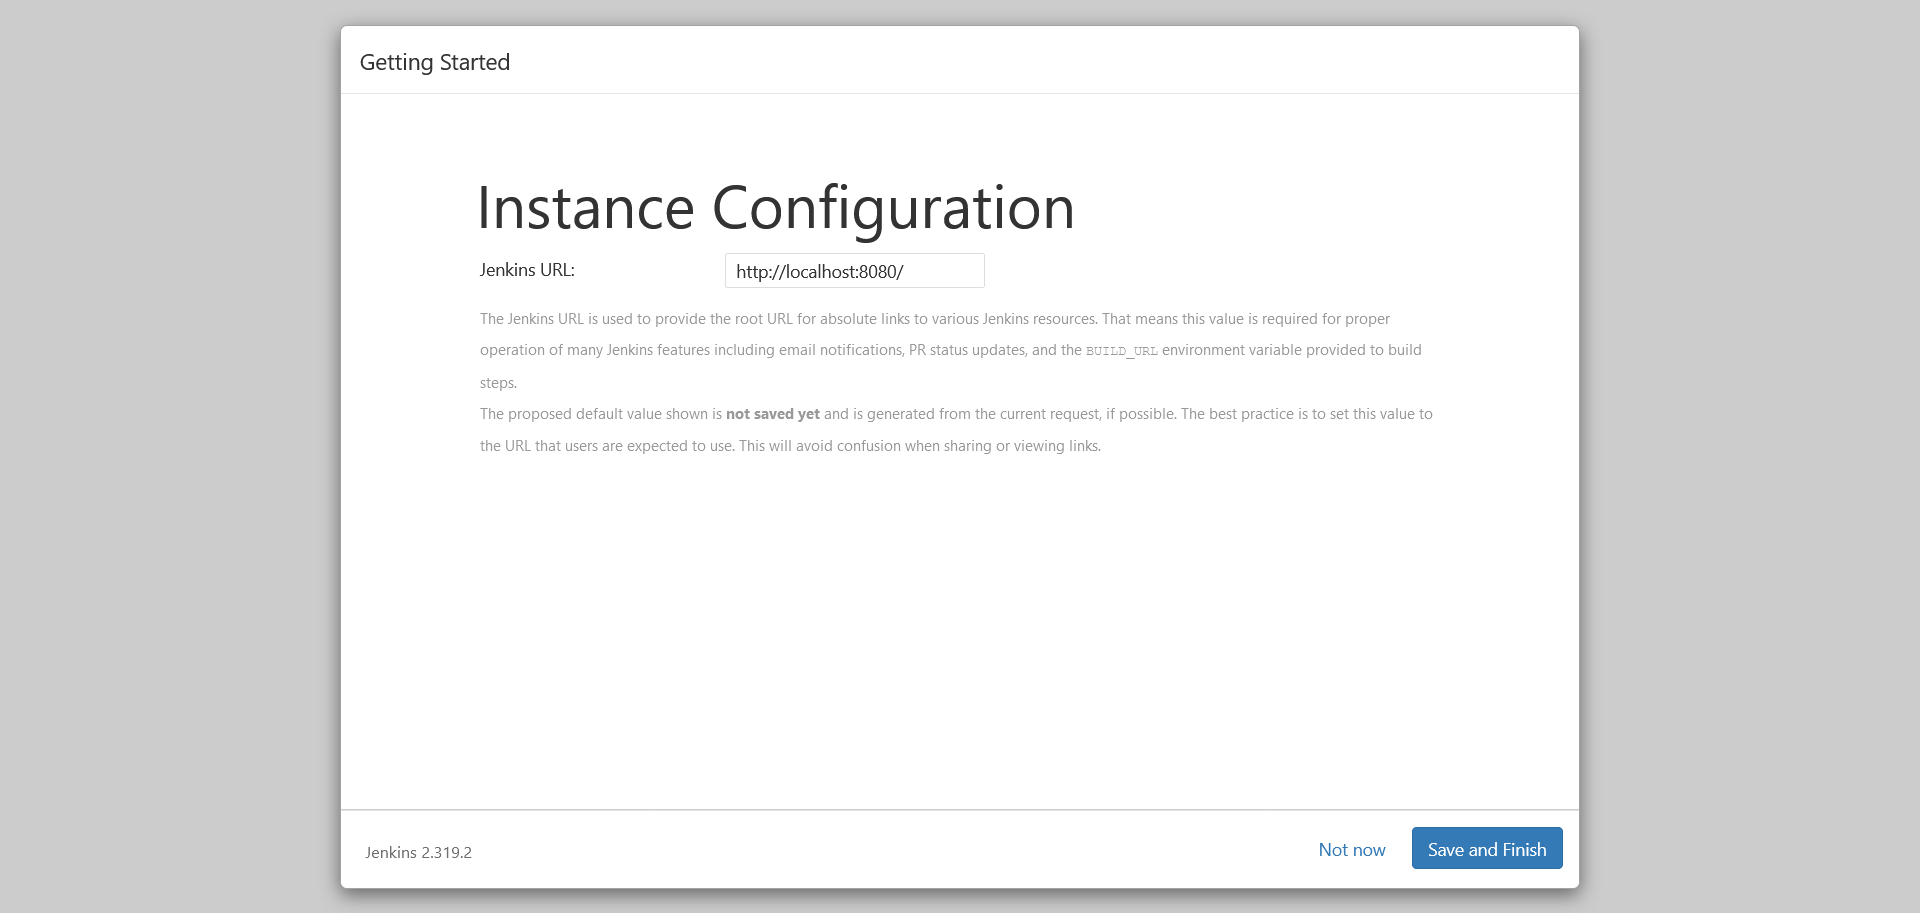 Getting Started
Instance Configuration
Jenkins URL: http://localhost:8080/
The Jenkins URL is used to provide the root URL for absolute links to various Jenkins resources. That means this value is required for proper
operation of many Jenkins features including email notifications, PR status updates, and the BUILD_URL environment variable provided to build
steps.
The proposed default value shown is not saved yet and is generated from the current request, if possible. The best practice is to set this value to
the URL that users are expected to use. This will avoid confusion when sharing or viewing links.
Jenkins 2.319.2 Not now Save and Finish